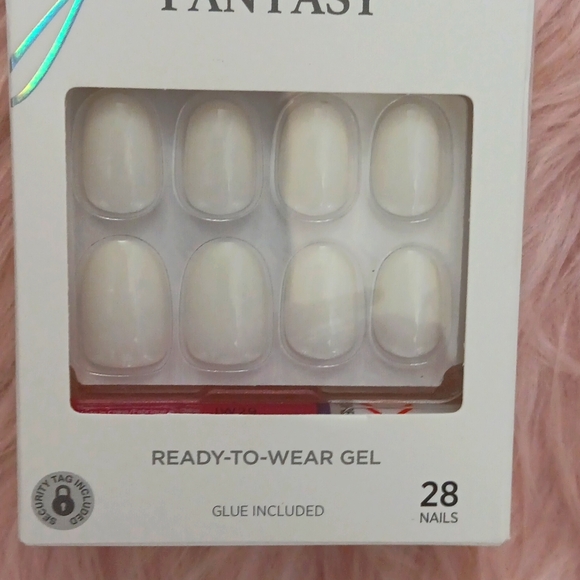 FANTASY
READY-TO-WEAR GEL
SECURITY TAG INCLUDED
GLUE INCLUDED
28
NAILS